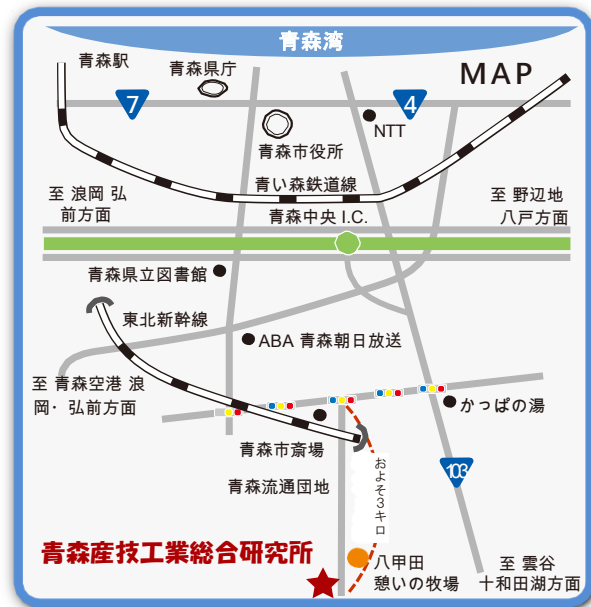 青森湾
青森駅
青森県庁
MAP
7
4
NTT
青森市役所
青い森鉄道線
至 浪岡 弘
前方面
至 野辺地
八戸方面
青森中央 I.C.
青森県立図書館
東北新幹線
ABA 青森朝日放送
至 青森空港 浪
岡・弘前方面
かっぱの湯
青森市斎場
青森流通団地
およそ3キロ
103
青森産技工業総合研究所
八甲田
憩いの牧場
至 雲谷
十和田湖方面